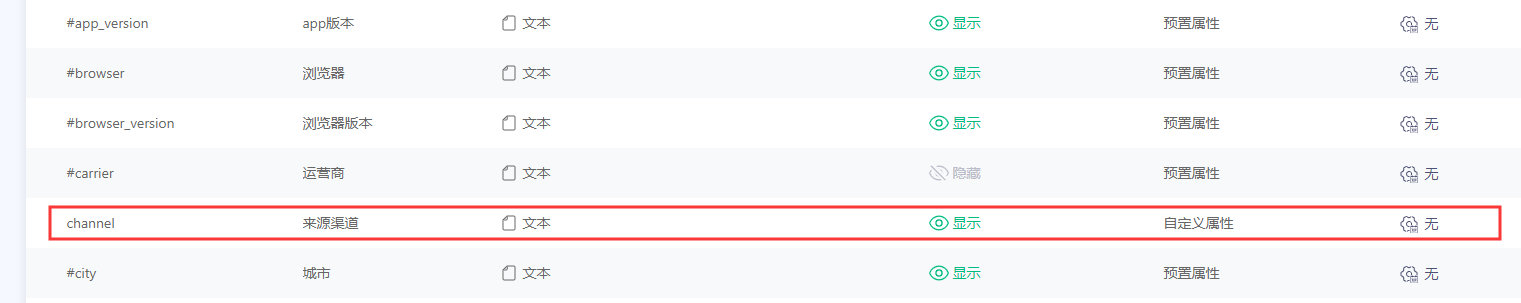 #app_version app版本 文本 显示 预置属性 无
#browser 浏览器 文本 显示 预置属性 无
#browser_version 浏览器版本 文本 显示 预置属性 无
#carrier 运营商 文本 隐藏 预置属性 无
channel 来源渠道 文本 显示 自定义属性 无
#city 城市 文本 显示 预置属性 无